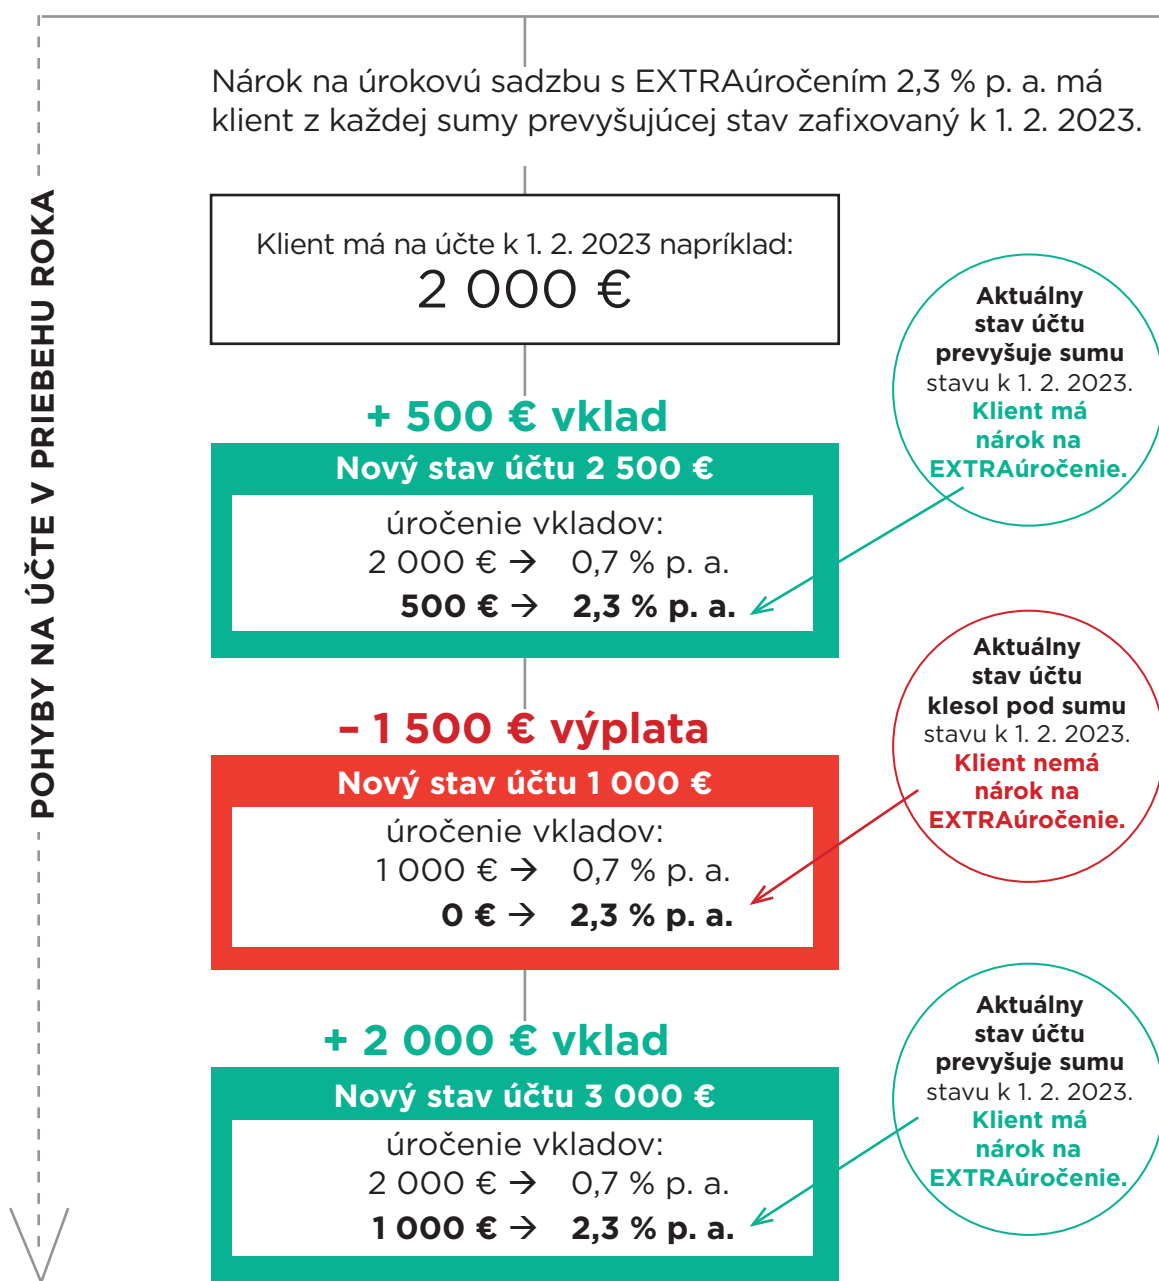 POHYBY NA ÚČTE V PRIEBEHU ROKA
Nárok na úrokovú sadzbu s EXTRAúročením 2,3 % p. a. má
klient z každej sumy prevyšujúcej stav zafixovaný k 1. 2. 2023.
Klient má na účte k 1. 2. 2023 napríklad:
2 000 €
Aktuálny
stav účtu
prevyšuje sumu
stavu k 1. 2. 2023.
Klient má
nárok na
EXTRAúročenie.
+ 500 € vklad
Nový stav účtu 2 500 €
úročenie vkladov:
2 000 € → 0,7 % p. a.
500 € → 2,3 % p. a.
Aktuálny
stav účtu
klesol pod sumu
stavu k 1. 2. 2023.
Klient nemá
nárok na
EXTRAúročenie.
– 1 500 € výplata
Nový stav účtu 1 000 €
úročenie vkladov:
1 000 € → 0,7 % p. a.
0 € → 2,3 % p. a.
Aktuálny
stav účtu
prevyšuje sumu
stavu k 1. 2. 2023.
Klient má
nárok na
EXTRAúročenie.
+ 2 000 € vklad
Nový stav účtu 3 000 €
úročenie vkladov:
2 000 € → 0,7 % p. a.
1 000 € → 2,3 % p. a.